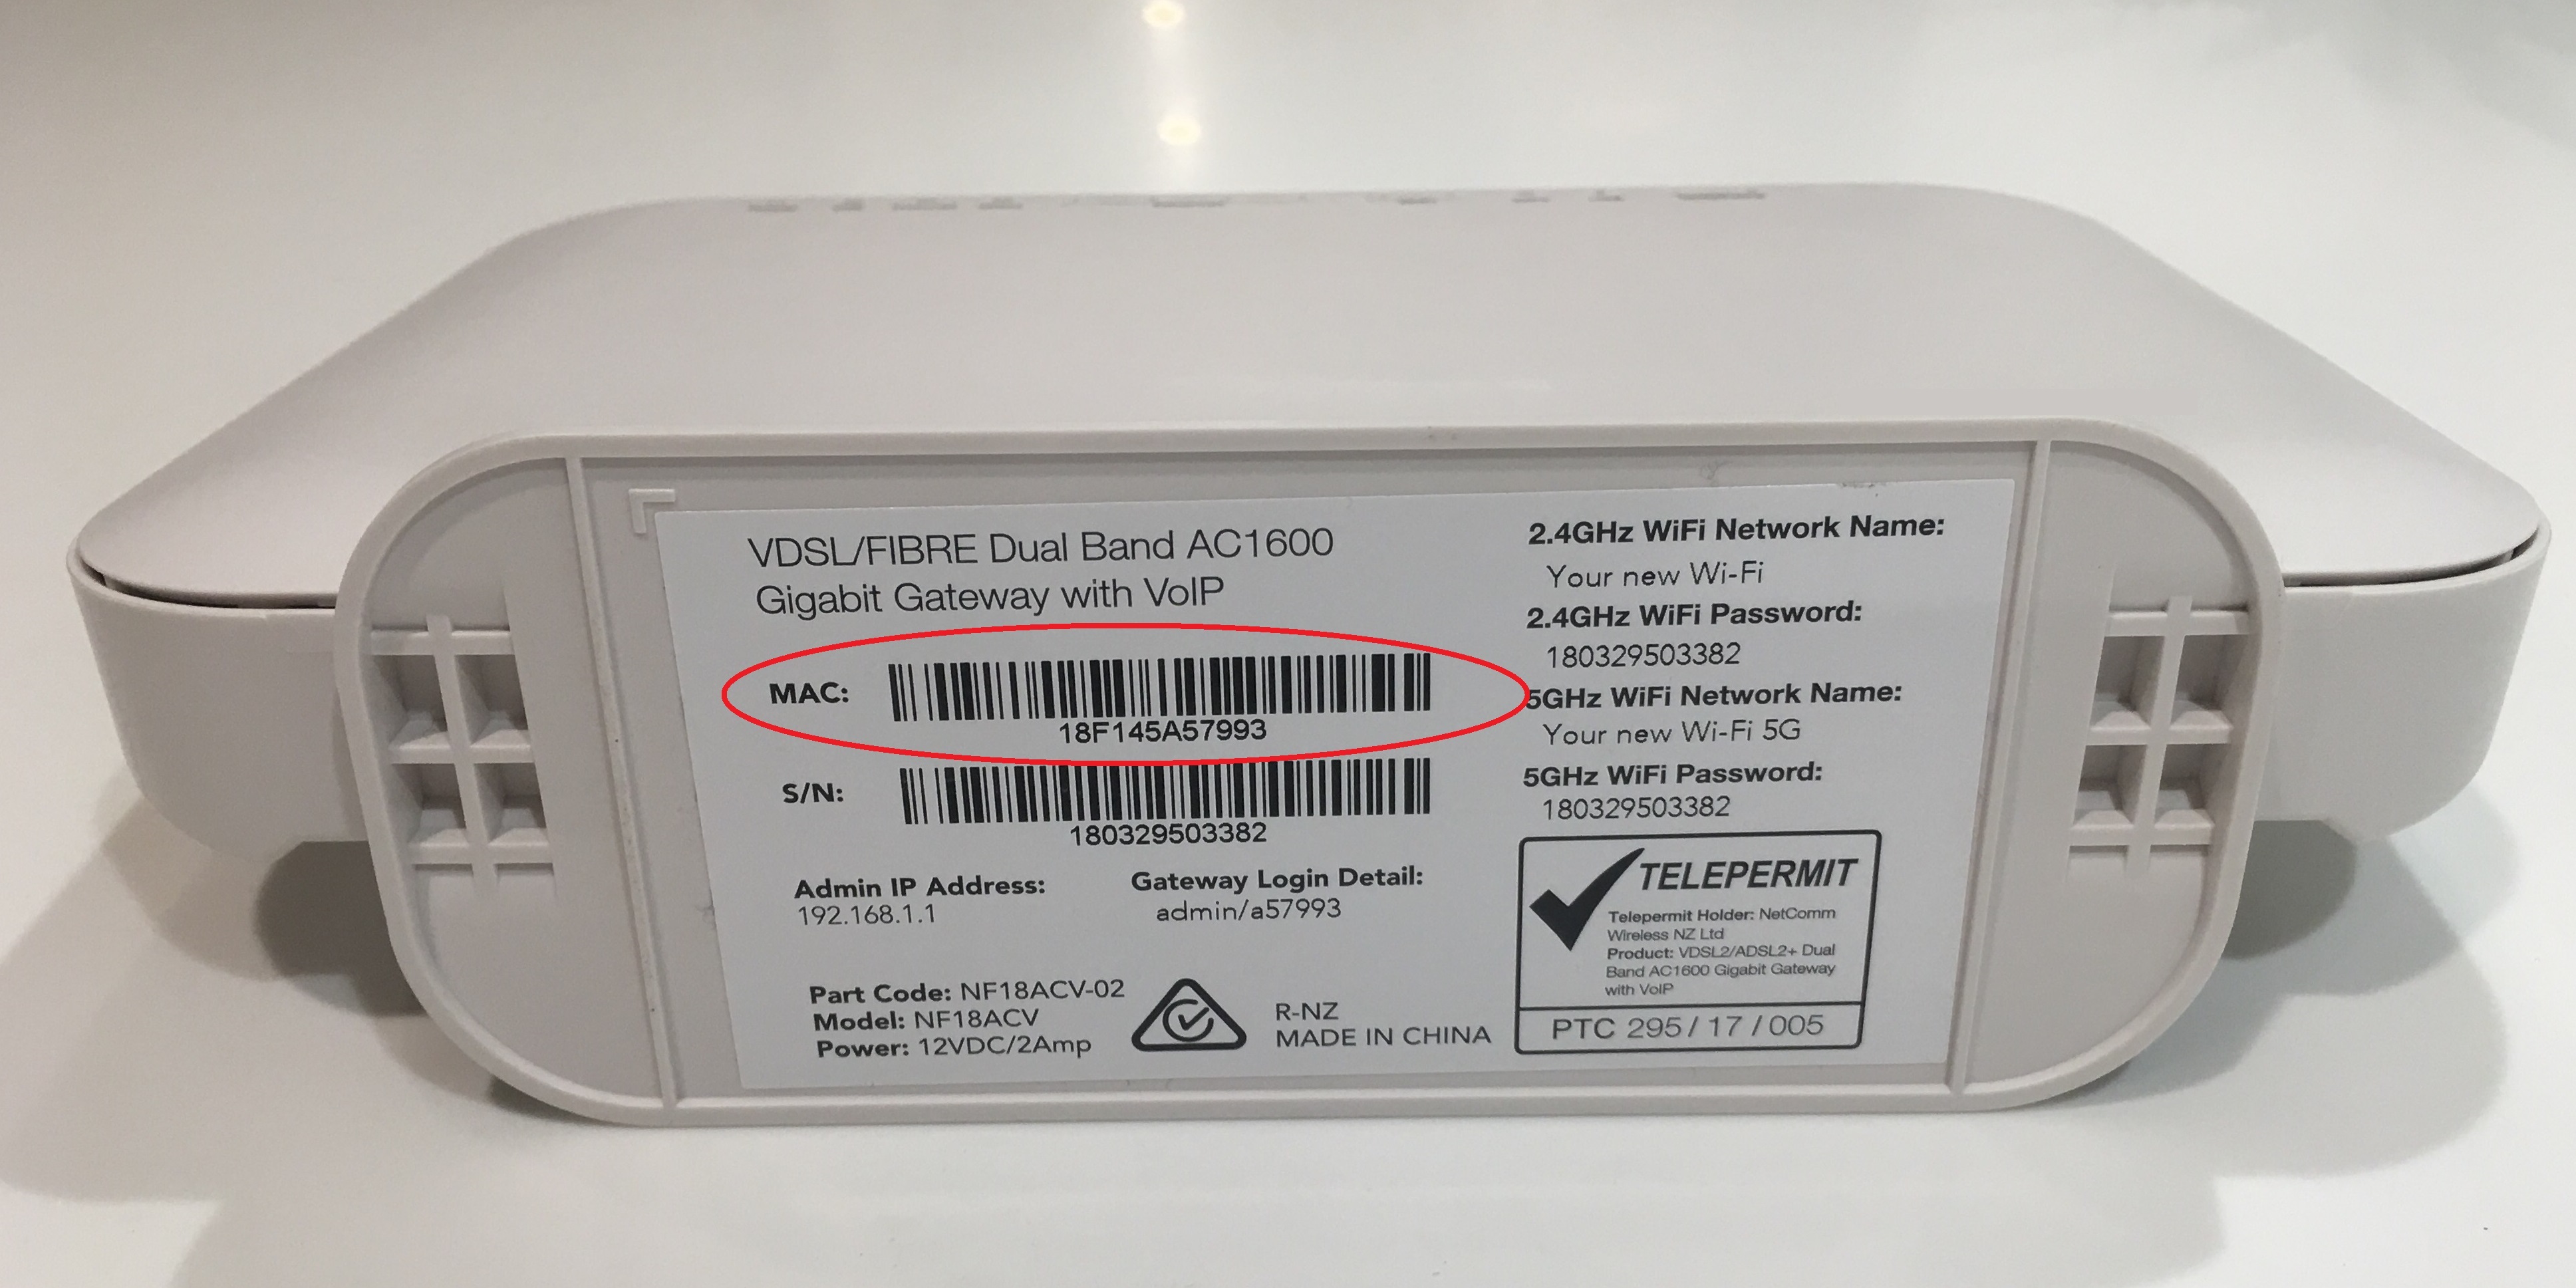 VDSL/FIBRE Dual Band AC1600
Gigabit Gateway with VoIP
MAC:
18F145A57993
S/N:
180329503382
Admin IP Address:
192.168.1.1
Gateway Login Detail:
admin/a57993
Part Code: NF18ACV-02
Model: NF18ACV
Power: 12VDC/2Amp
R-NZ
MADE IN CHINA
2.4GHz WiFi Network Name:
Your new Wi-Fi
2.4GHz WiFi Password:
180329503382
5GHz WiFi Network Name:
Your new Wi-Fi 5G
5GHz WiFi Password:
180329503382
TELEPERMIT
Telepermit Holder: NetComm
Wireless NZ Ltd
Product: VDSL2/ADSL2+ Dual
Band AC1600 Gigabit Gateway
with VoIP
PTC 295 / 17 / 005